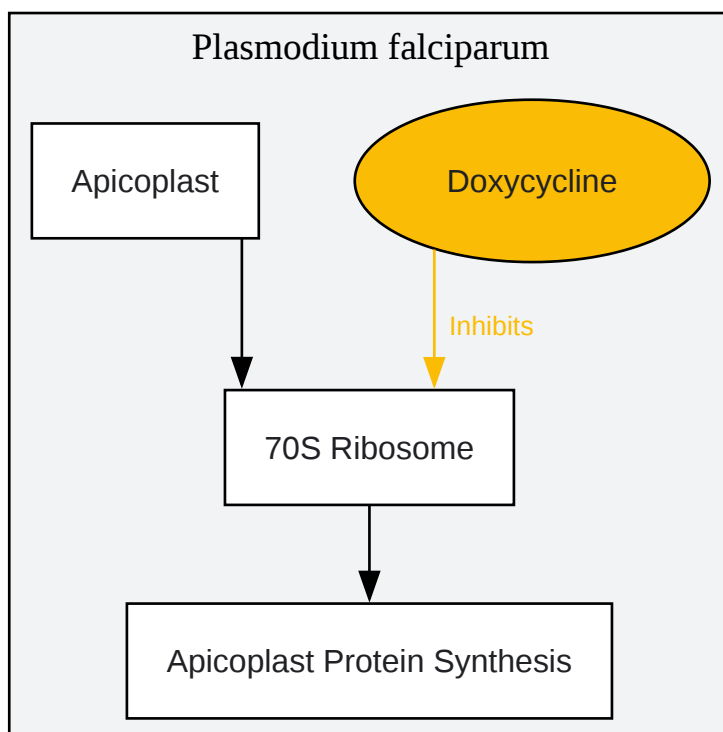 Plasmodium falciparum
Apicoplast
Doxycycline
Inhibits
70S Ribosome
Apicoplast Protein Synthesis